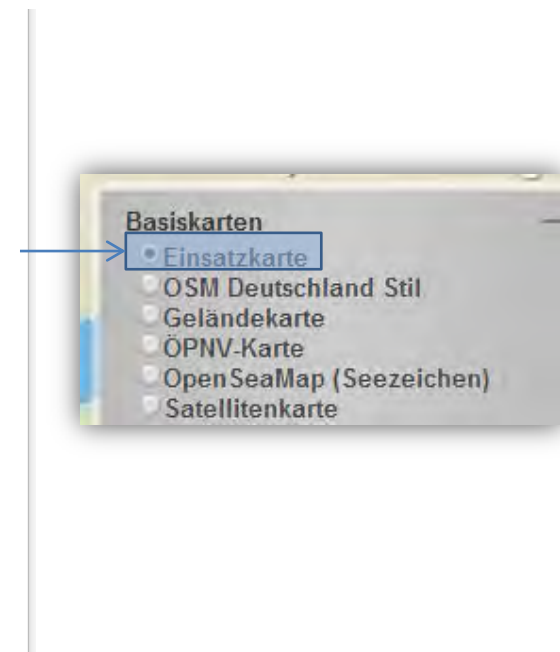 Basiskarten
Einsatzkarte
OSM Deutschland Stil
Geländekarte
ÖPNV-Karte
OpenSeaMap (Seezeichen)
Satellitenkarte